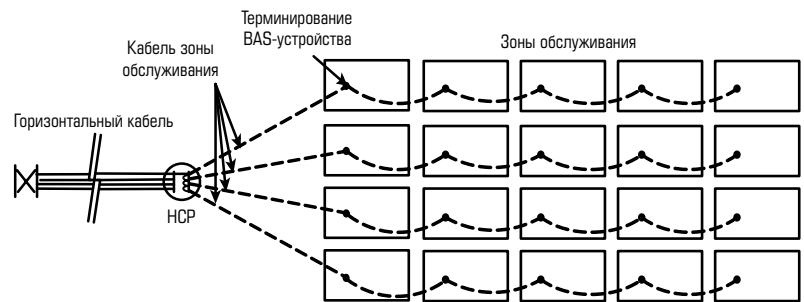 Терминирование
BAS-устройства
Кабель зоны
обслуживания
Зоны обслуживания
Горизонтальный кабель
HCP